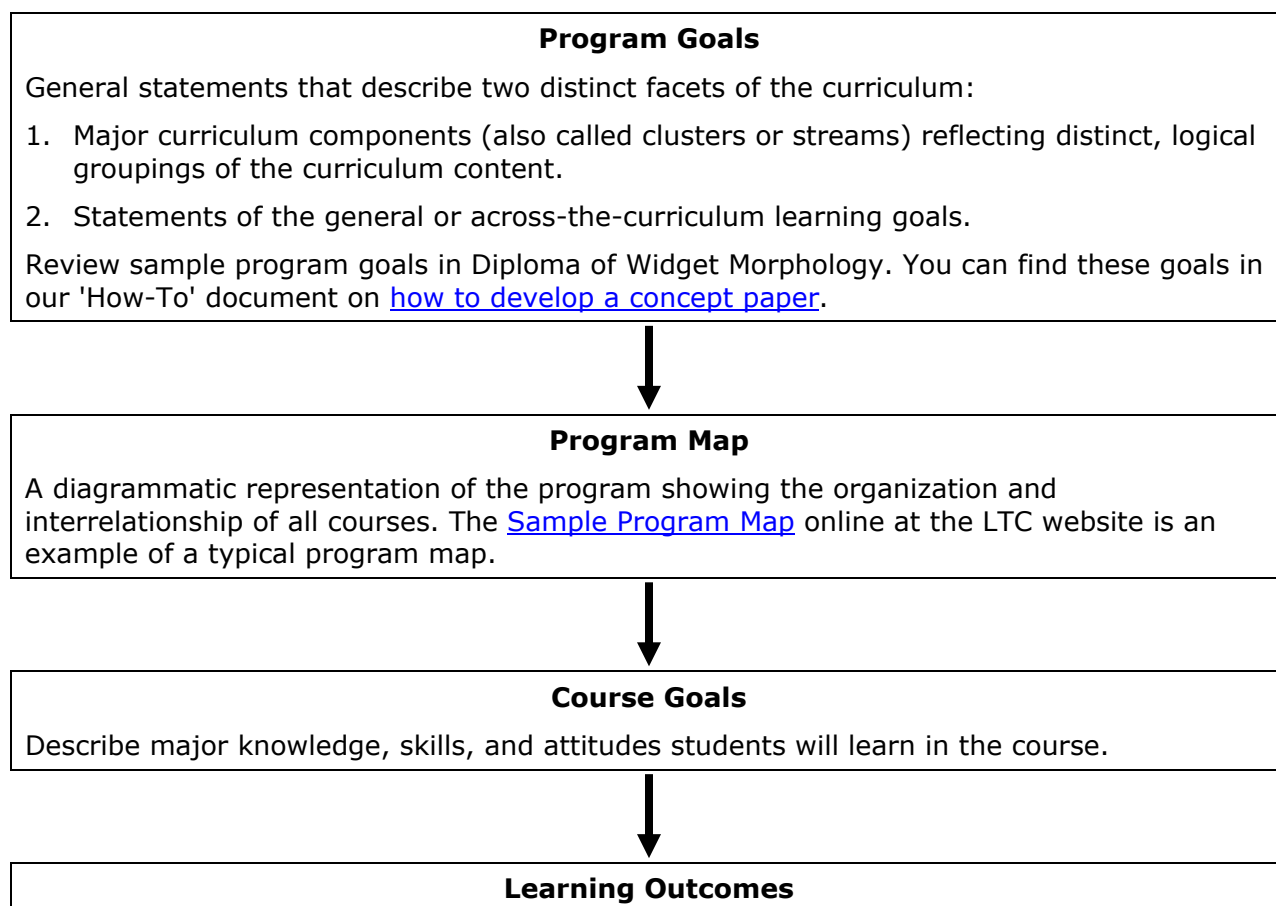 Program Goals
General statements that describe two distinct facets of the curriculum:
1. Major curriculum components (also called clusters or streams) reflecting distinct, logical
groupings of the curriculum content.
2. Statements of the general or across-the-curriculum learning goals.
Review sample program goals in Diploma of Widget Morphology. You can find these goals in
our 'How-To' document on how to develop a concept paper.
Program Map
A diagrammatic representation of the program showing the organization and
interrelationship of all courses. The Sample Program Map online at the LTC website is an
example of a typical program map.
Course Goals
Describe major knowledge, skills, and attitudes students will learn in the course.
Learning Outcomes